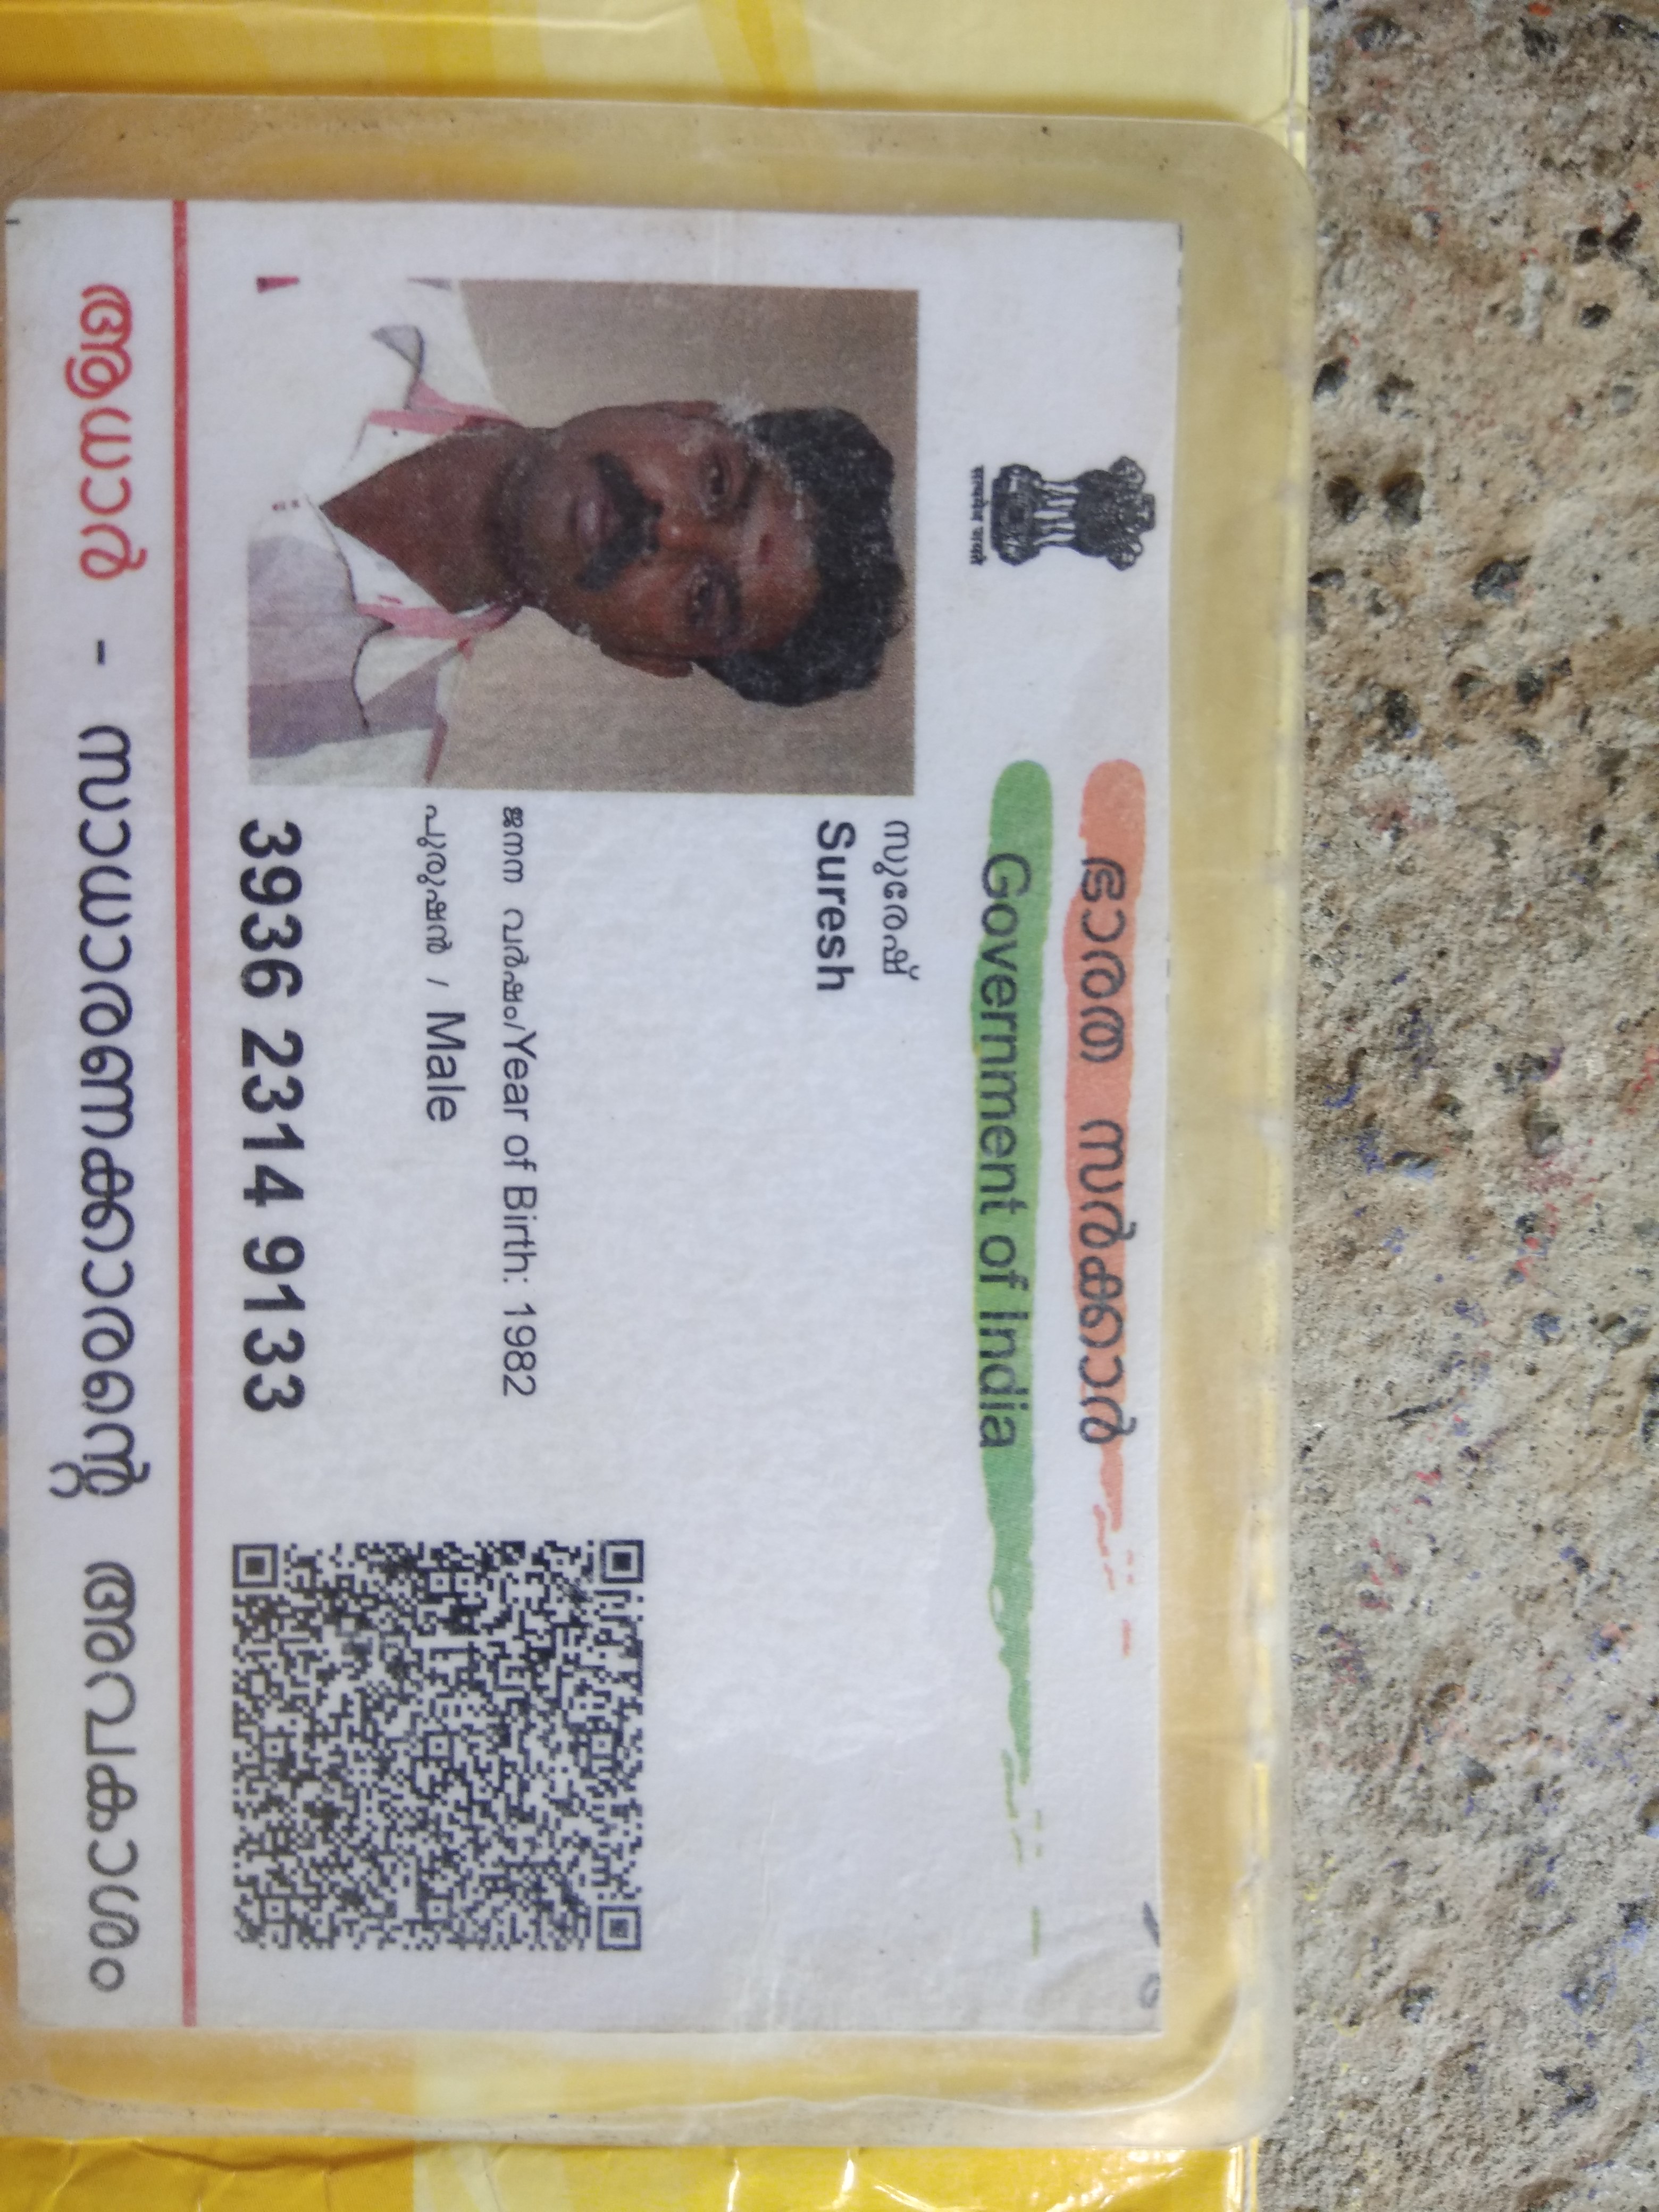 ഭാരത സർക്കാർ
Government of India
सत्यमेव जयते
സുരേഷ്
Suresh
ജനന വർഷം/Year of Birth: 1982
പുരുഷൻ / Male
3936 2314 9133
ആധാർ - സാധാരണക്കാരന്റെ അവകാശം